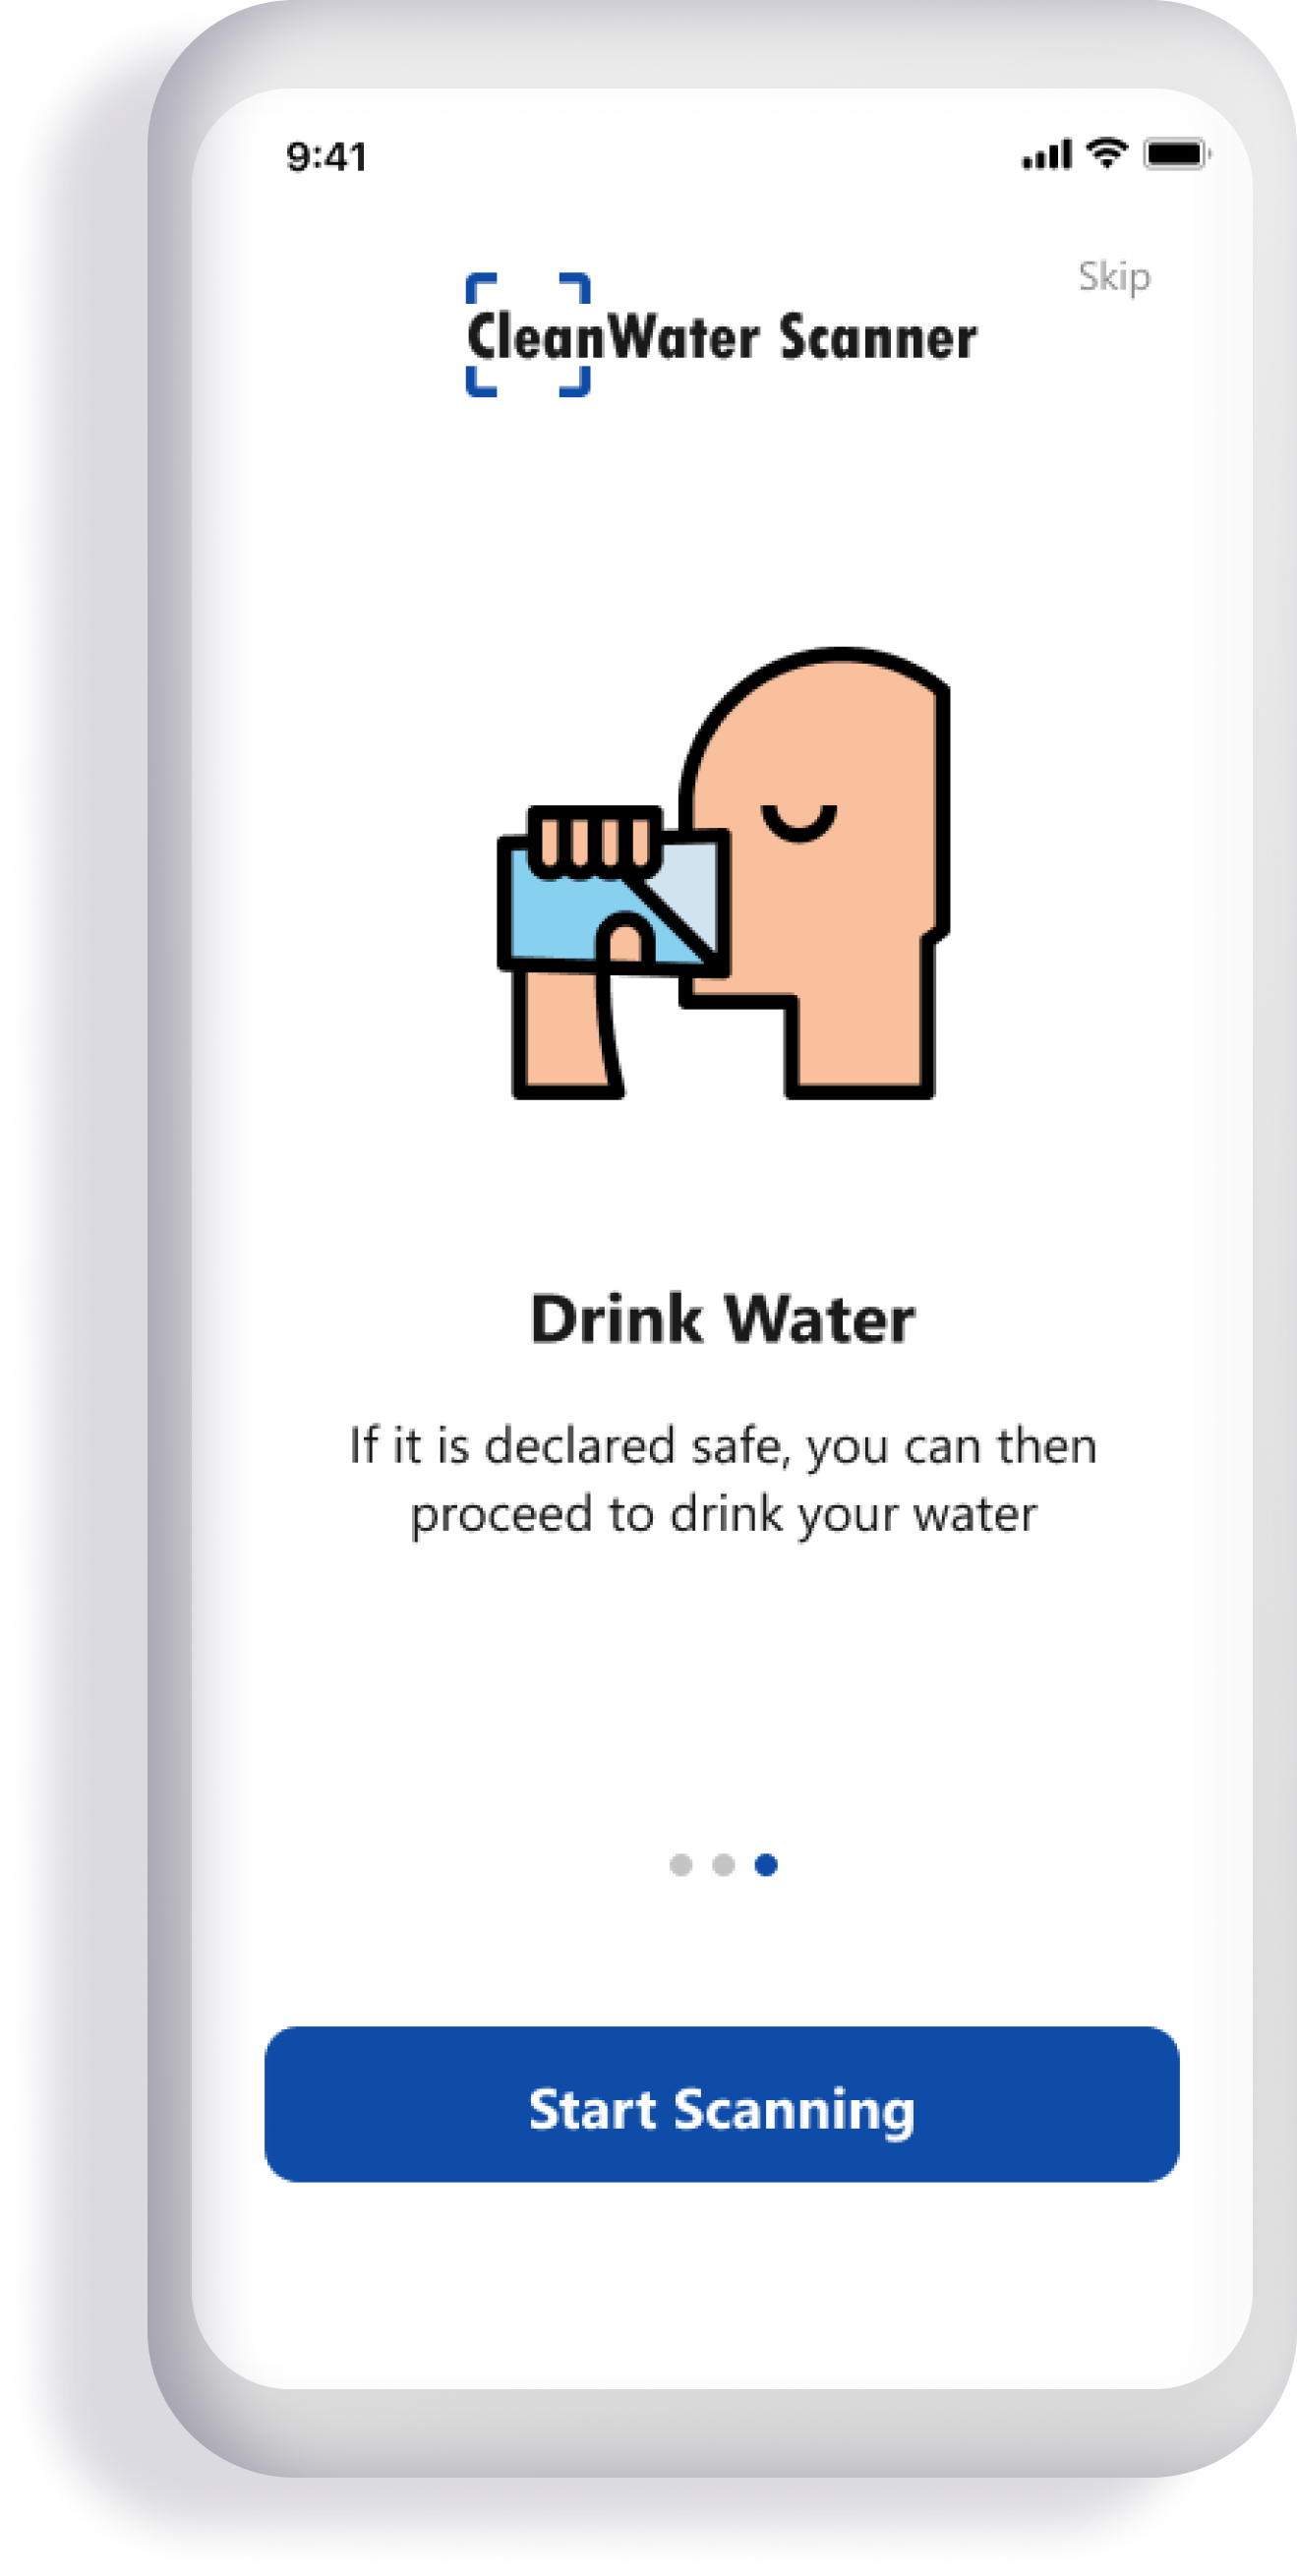 9:41
Skip
CleanWater Scanner
Drink Water
If it is declared safe, you can then
proceed to drink your water
Start Scanning